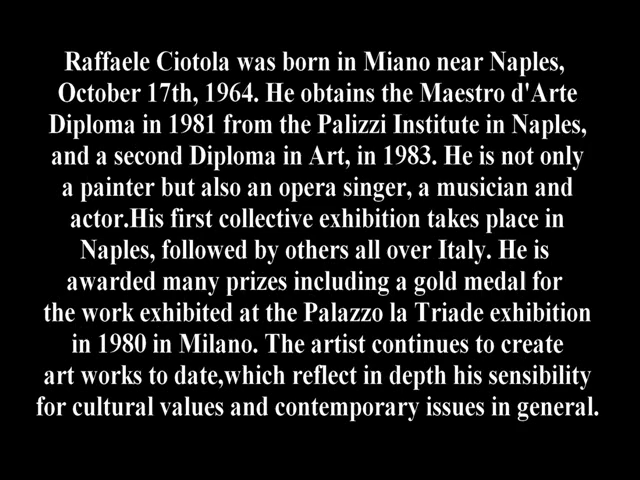 Raffaele Ciotola was born in Miano near Naples,
October 17th, 1964. He obtains the Maestro d'Arte
Diploma in 1981 from the Palizzi Institute in Naples,
and a second Diploma in Art, in 1983. He is not only
a painter but also an opera singer, a musician and
actor.His first collective exhibition takes place in
Naples, followed by others all over Italy. He is
awarded many prizes including a gold medal for
the work exhibited at the Palazzo la Triade exhibition
in 1980 in Milano. The artist continues to create
art works to date,which reflect in depth his sensibility
for cultural values and contemporary issues in general.